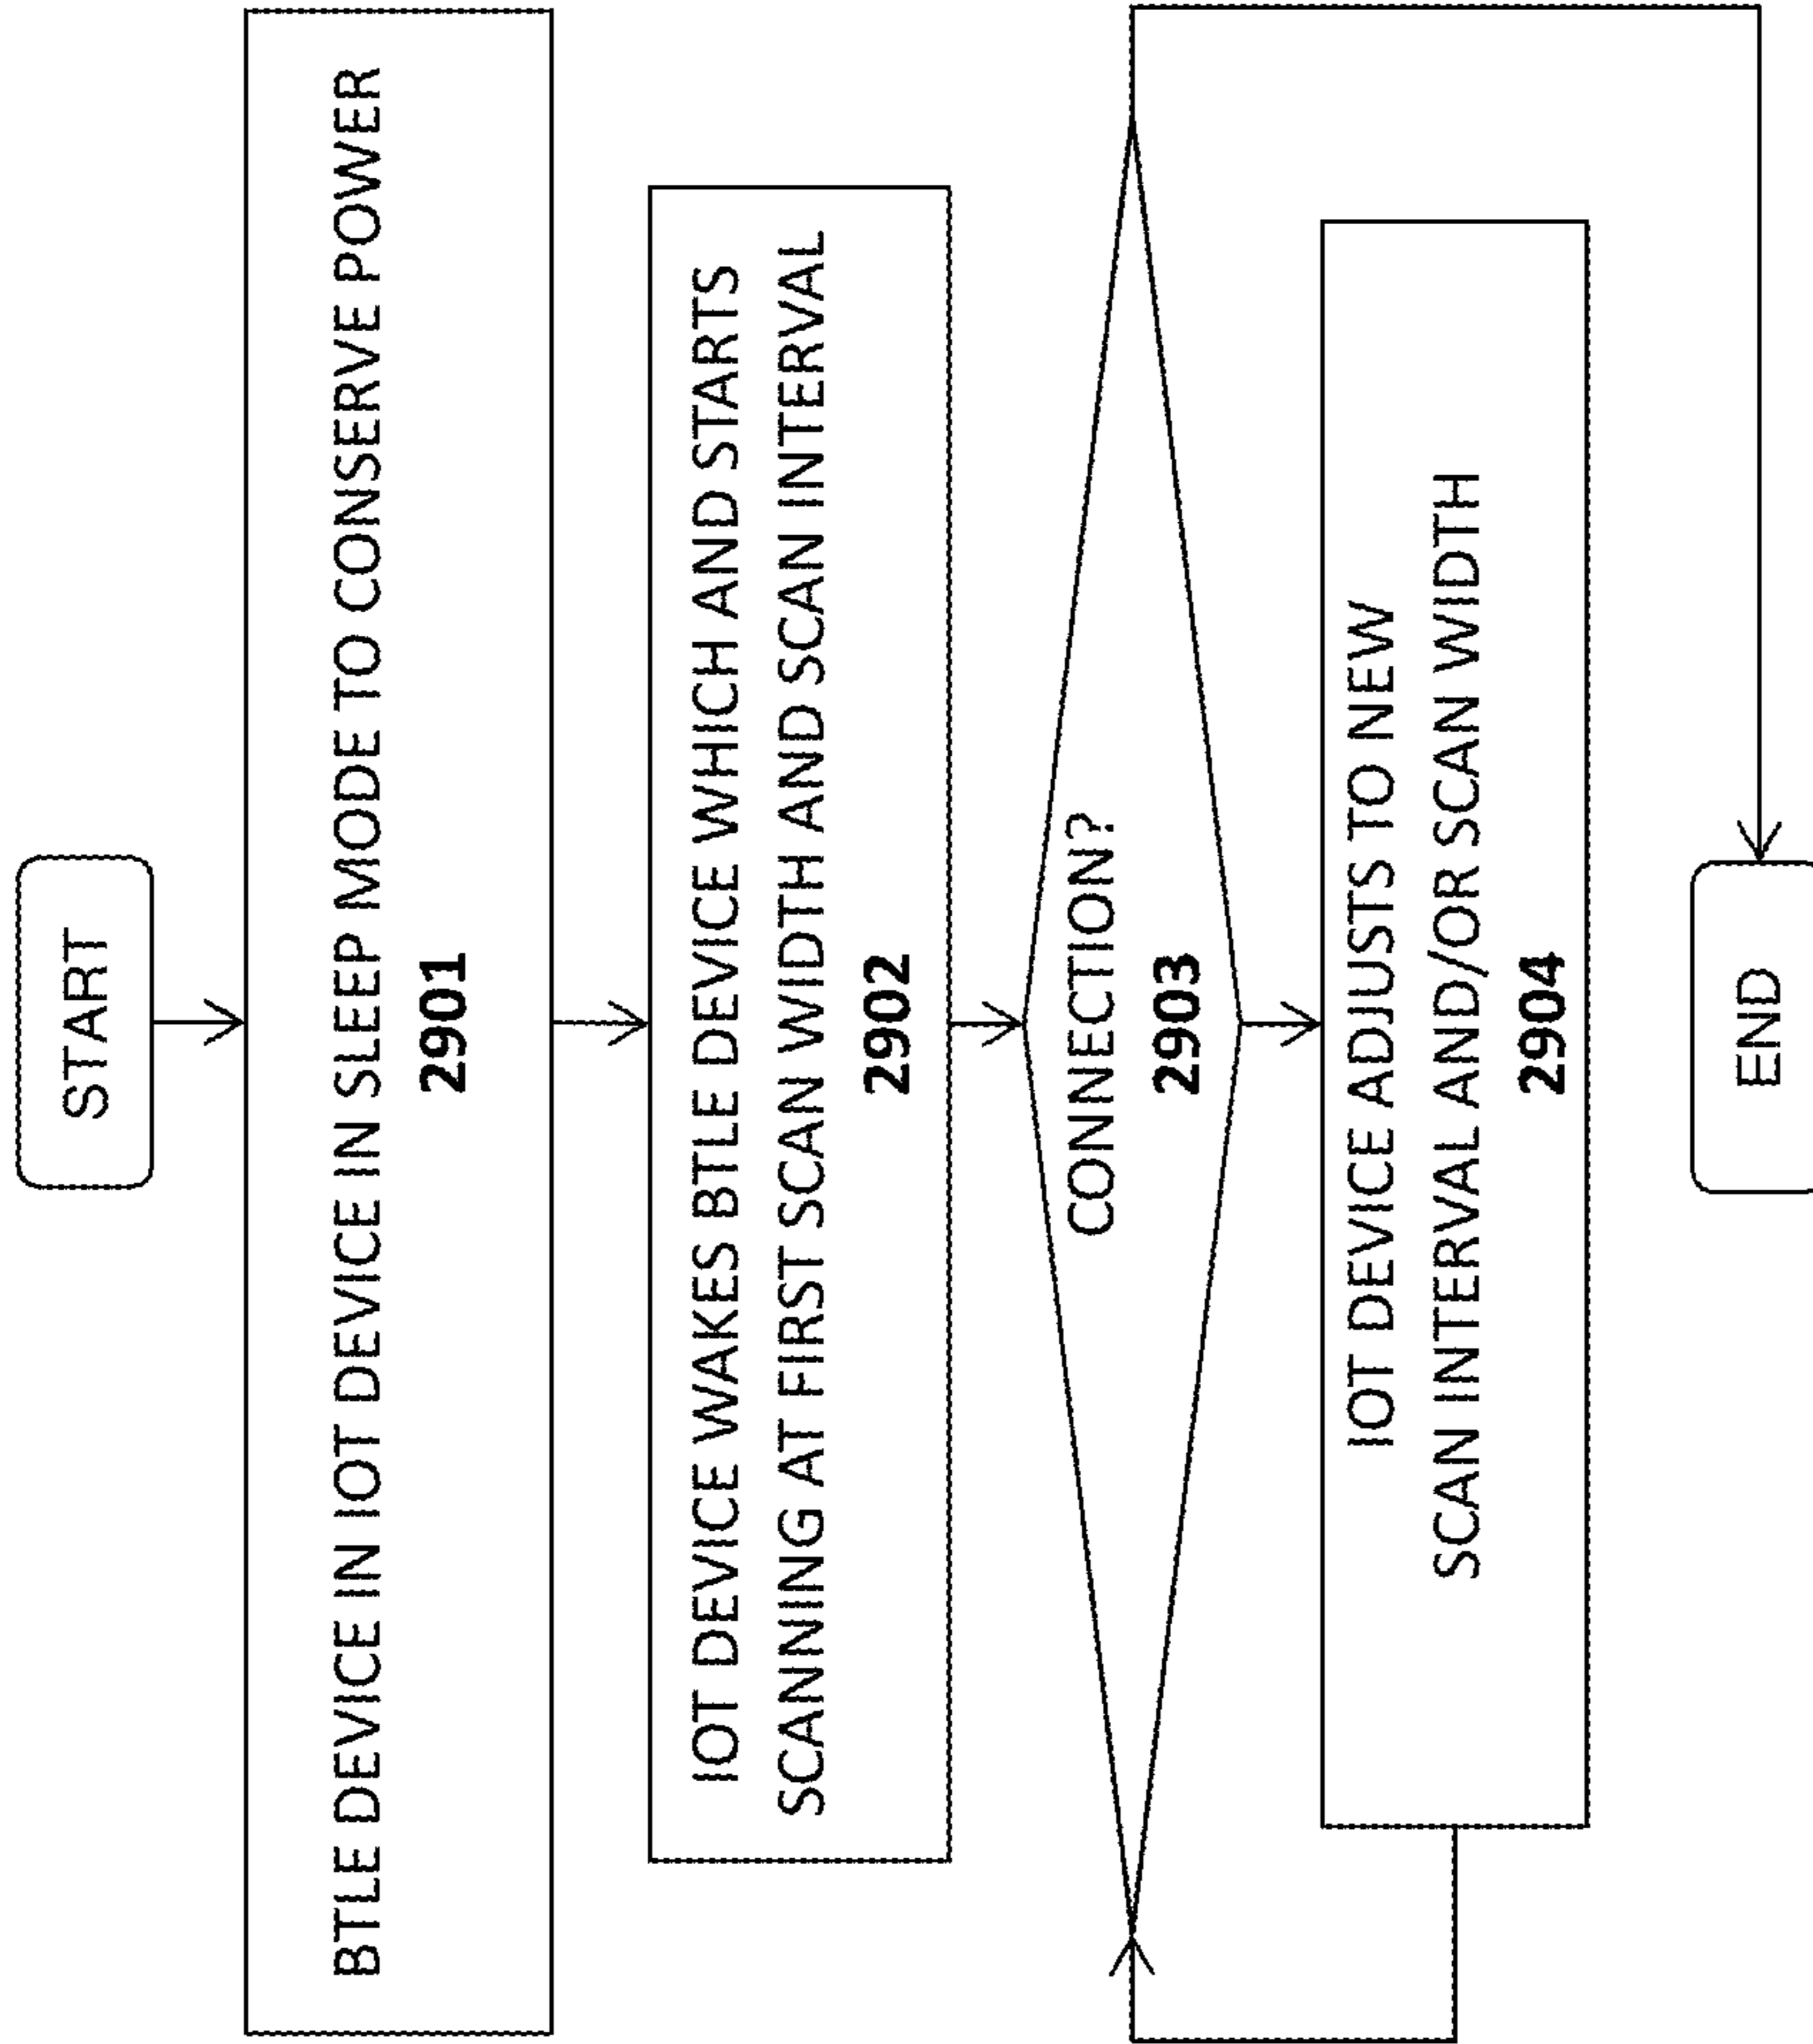 START
BTLE DEVICE IN IOT DEVICE IN SLEEP MODE TO CONSERVE POWER
2901
IOT DEVICE WAKES BTLE DEVICE WHICH AND STARTS
SCANNING AT FIRST SCAN WIDTH AND SCAN INTERVAL
2902
CONNECTION?
2903
IOT DEVICE ADJUSTS TO NEW
SCAN INTERVAL AND/OR SCAN WIDTH
2904
END